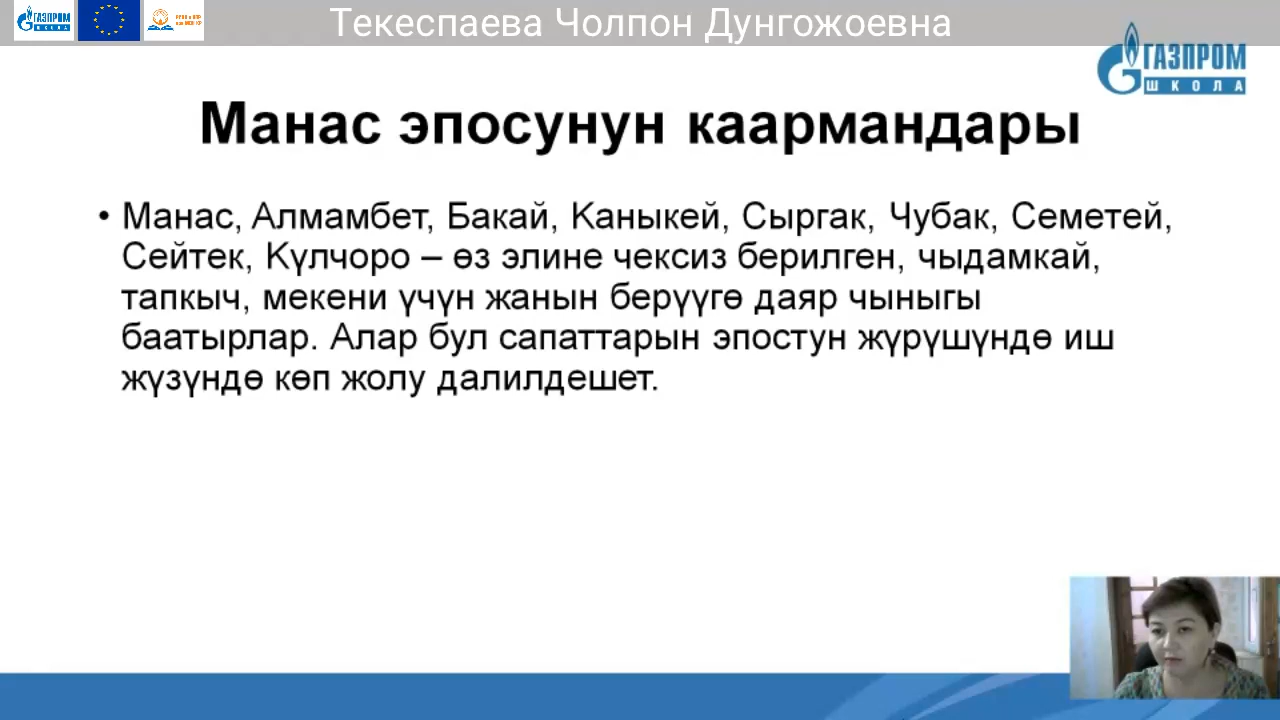 Текеспаева Чолпон Дунгожоевна
ГАЗПРОМ
ШКОЛА
ГАЗПРОМ
ШКОЛА
Манас эпосунун каармандары
• Манас, Алмамбет, Бакай, Каныкей, Сыргак, Чубак, Семетей,
Сейтек, Күлчоро – өз элине чексиз берилген, чыдамкай,
тапкыч, мекени үчүн жанын берүүгө даяр чыныгы
баатырлар. Алар бул сапаттарын эпостун жүрүшүндө иш
жүзүндө көп жолу далилдешет.